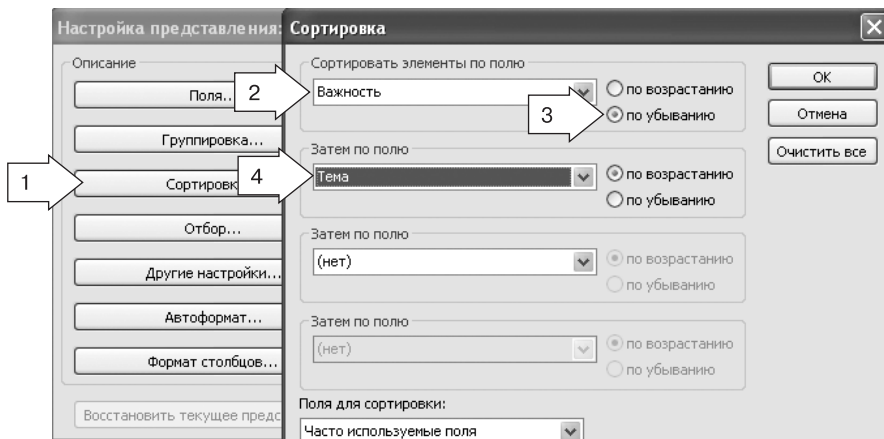 Настройка представления:
Описание
Поля..
Группировка...
1
Сортировк
Отбор...
Другие настройки...
Автоформат...
Формат столбцов...
Восстановить текущее предс
Сортировка
Сортировать элементы по полю
2
Важность
по возрастанию
3
по убыванию
Затем по полю
4
Тема
по возрастанию
по убыванию
Затем по полю
(нет)
по возрастанию
по убыванию
Затем по полю
(нет)
по возрастанию
по убыванию
Поля для сортировки:
Часто используемые поля
ОК
Отмена
Очистить все